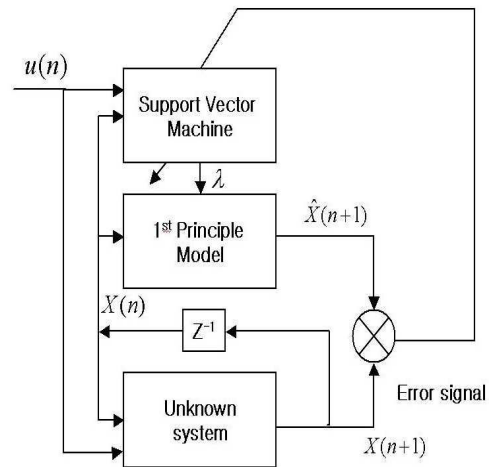 u(n)
Support Vector
Machine
λ
1st Principle
Model
X̂(n+1)
X(n)
Z⁻¹
Unknown
system
Error signal
X(n+1)